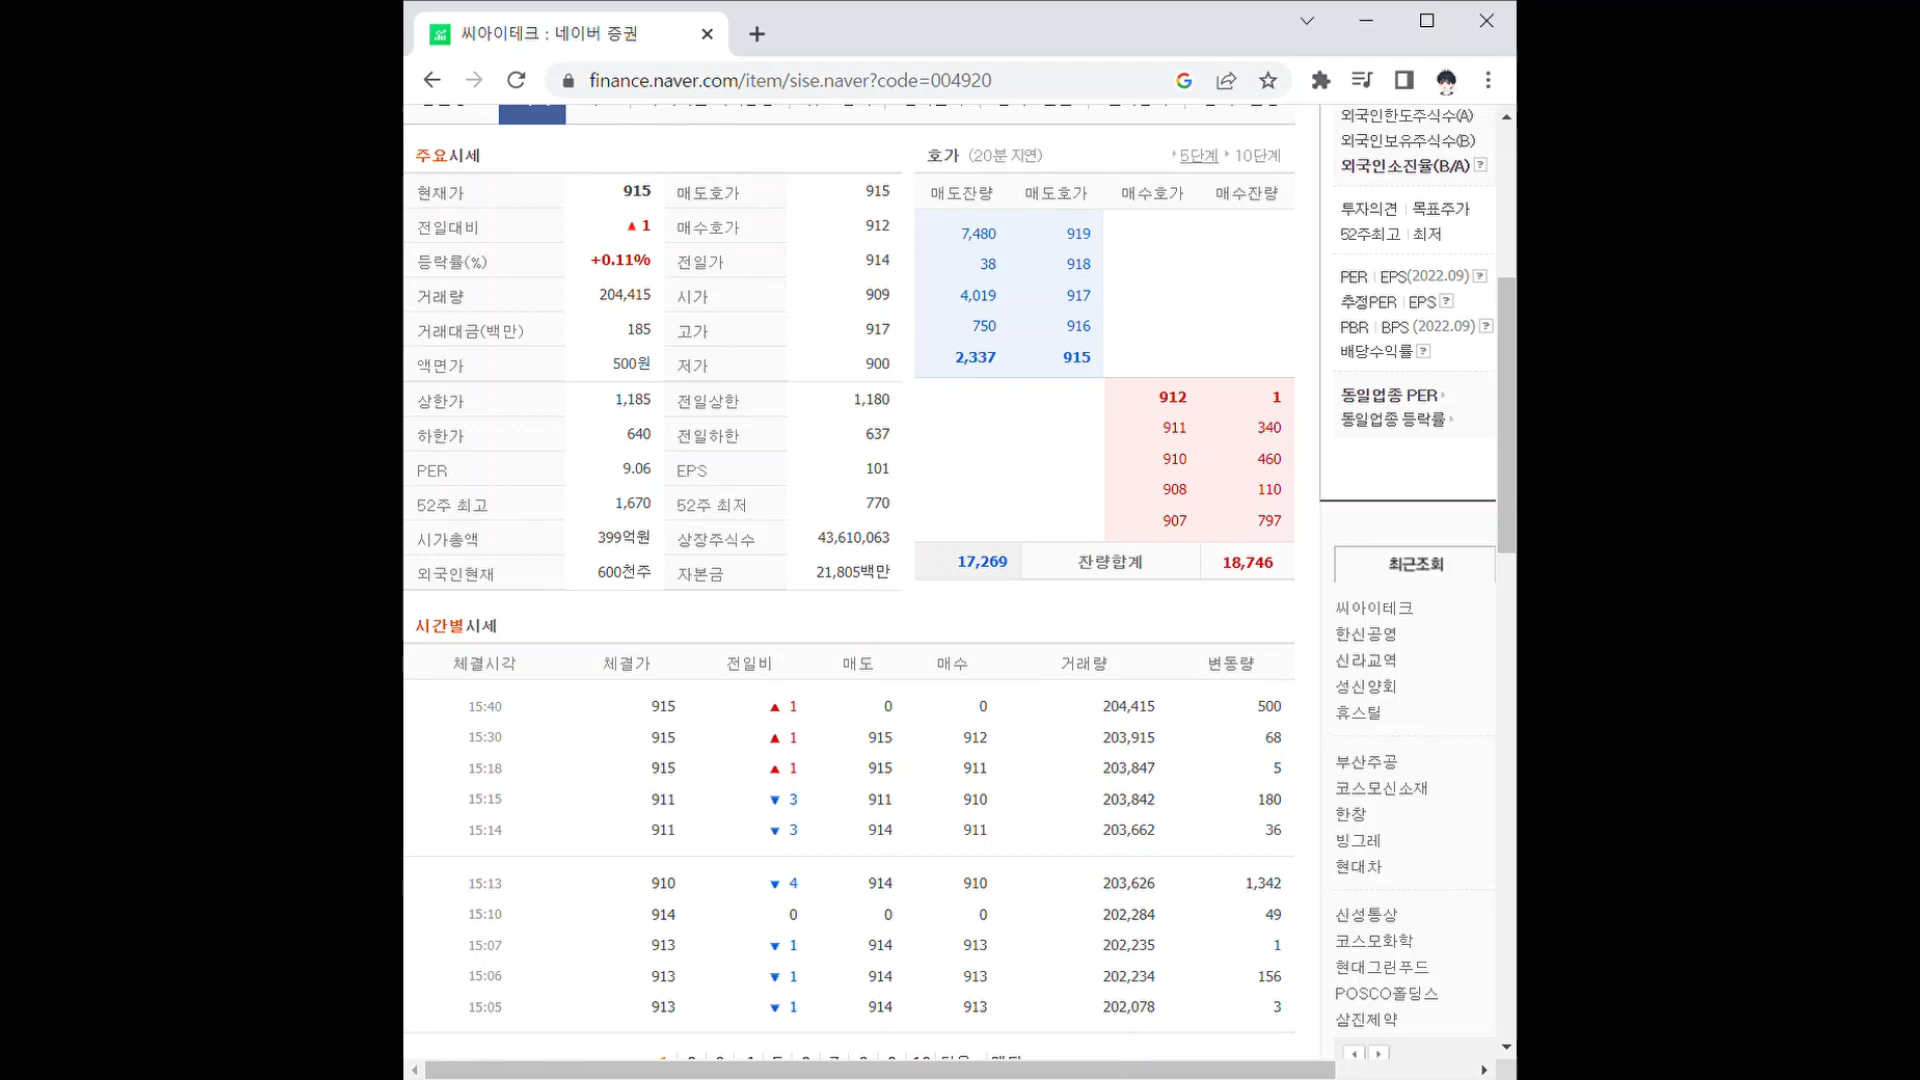 씨아이테크 : 네이버 증권
finance.naver.com/item/sise.naver?code=004920
주요시세
현재가 915 매도호가 915
전일대비 ▲ 1 매수호가 912
등락률(%) +0.11% 전일가 914
거래량 204,415 시가 909
거래대금(백만) 185 고가 917
액면가 500원 저가 900
상한가 1,185 전일상한 1,180
하한가 640 전일하한 637
PER 9.06 EPS 101
52주 최고 1,670 52주 최저 770
시가총액 399억원 상장주식수 43,610,063
외국인현재 600천주 자본금 21,805백만
호가 (20분 지연) 5단계 10단계
매도잔량 매도호가 매수호가 매수잔량
7,480 919
38 918
4,019 917
750 916
2,337 915
912 1
911 340
910 460
908 110
907 797
17,269 잔량합계 18,746
시간별시세
체결시각 체결가 전일비 매도 매수 거래량 변동량
15:40 915 ▲ 1 0 0 204,415 500
15:30 915 ▲ 1 915 912 203,915 68
15:18 915 ▲ 1 915 911 203,847 5
15:15 911 ▼ 3 911 910 203,842 180
15:14 911 ▼ 3 914 911 203,662 36
15:13 910 ▼ 4 914 910 203,626 1,342
15:10 914 0 0 0 202,284 49
15:07 913 ▼ 1 914 913 202,235 1
15:06 913 ▼ 1 914 913 202,234 156
15:05 913 ▼ 1 914 913 202,078 3
외국인한도주식수(A)
외국인보유주식수(B)
외국인소진율(B/A) ?
투자의견 | 목표주가
52주최고 | 최저
PER | EPS(2022.09) ?
추정PER | EPS ?
PBR | BPS (2022.09) ?
배당수익률 ?
동일업종 PER
동일업종 등락률
최근조회
씨아이테크
한신공영
신라교역
성신양회
휴스틸
부산주공
코스모신소재
한창
빙그레
현대차
신성통상
코스모화학
현대그린푸드
POSCO홀딩스
삼진제약